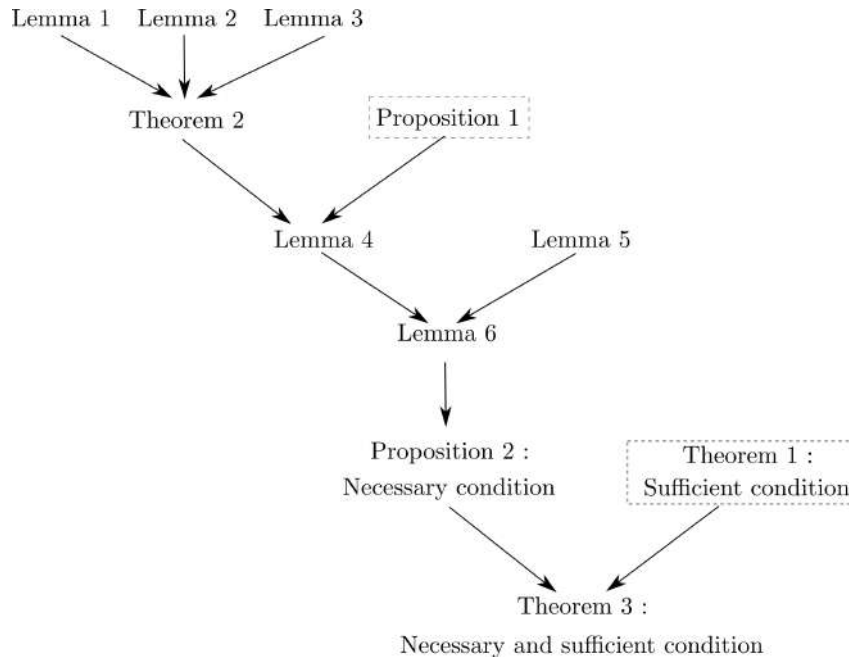 Lemma 1 Lemma 2 Lemma 3
Theorem 2
Proposition 1
Lemma 4
Lemma 5
Lemma 6
Proposition 2 :
Necessary condition
Theorem 1 :
Sufficient condition
Theorem 3 :
Necessary and sufficient condition